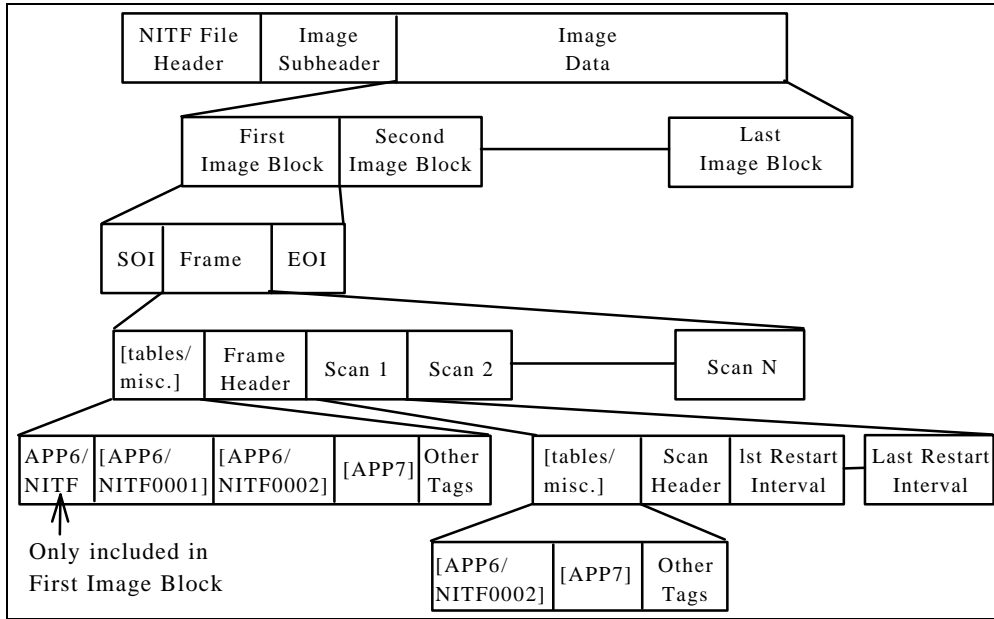 NITF File
Header
Image
Subheader
Image
Data
First
Image Block
Second
Image Block
Last
Image Block
SOI
Frame
EOI
[tables/
misc.]
Frame
Header
Scan 1
Scan 2
Scan N
APP6/
NITF
[APP6/
NITF0001]
[APP6/
NITF0002]
[APP7]
Other
Tags
[tables/
misc.]
Scan
Header
lst Restart
Interval
Last Restart
Interval
Only included in
First Image Block
[APP6/
NITF0002]
[APP7]
Other
Tags